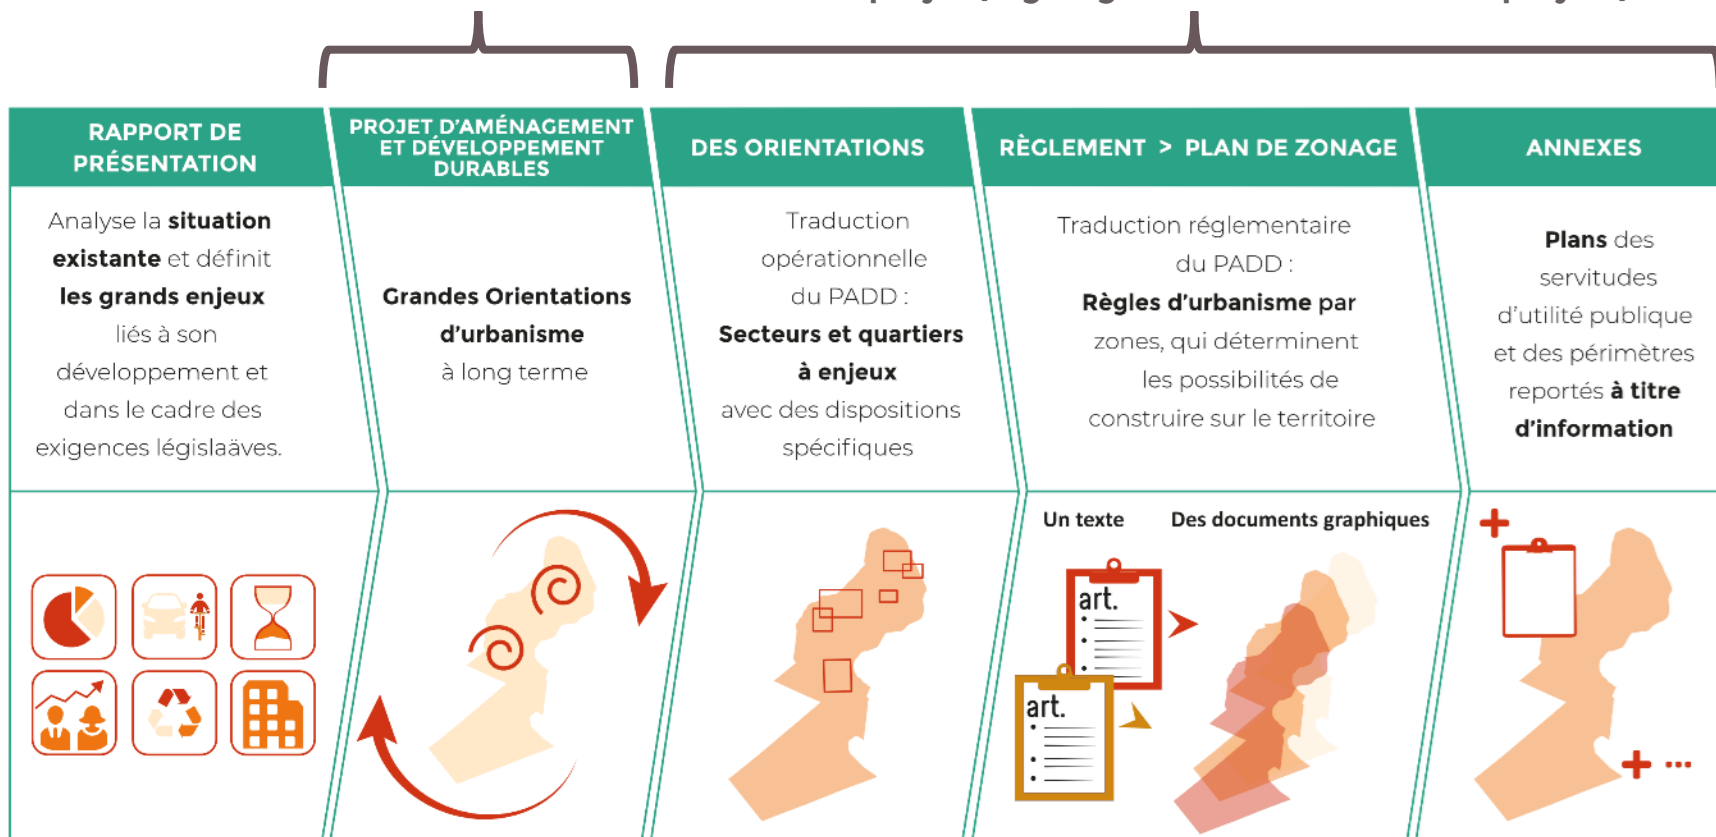 RAPPORT DE
PRÉSENTATION
Analyse la situation
existante et définit
les grands enjeux
liés à son
développement et
dans le cadre des
exigences législaäves.
PROJET D'AMÉNAGEMENT
ET DÉVELOPPEMENT
DURABLES
Grandes Orientations
d'urbanisme
à long terme
DES ORIENTATIONS
Traduction
opérationnelle
du PADD :
Secteurs et quartiers
à enjeux
avec des dispositions
spécifiques
RÈGLEMENT > PLAN DE ZONAGE
Traduction réglementaire
du PADD :
Règles d'urbanisme par
zones, qui déterminent
les possibilités de
construire sur le territoire
Un texte
Des documents graphiques
art.
art.
ANNEXES
Plans des
servitudes
d'utilité publique
et des périmètres
reportés à titre
d'information